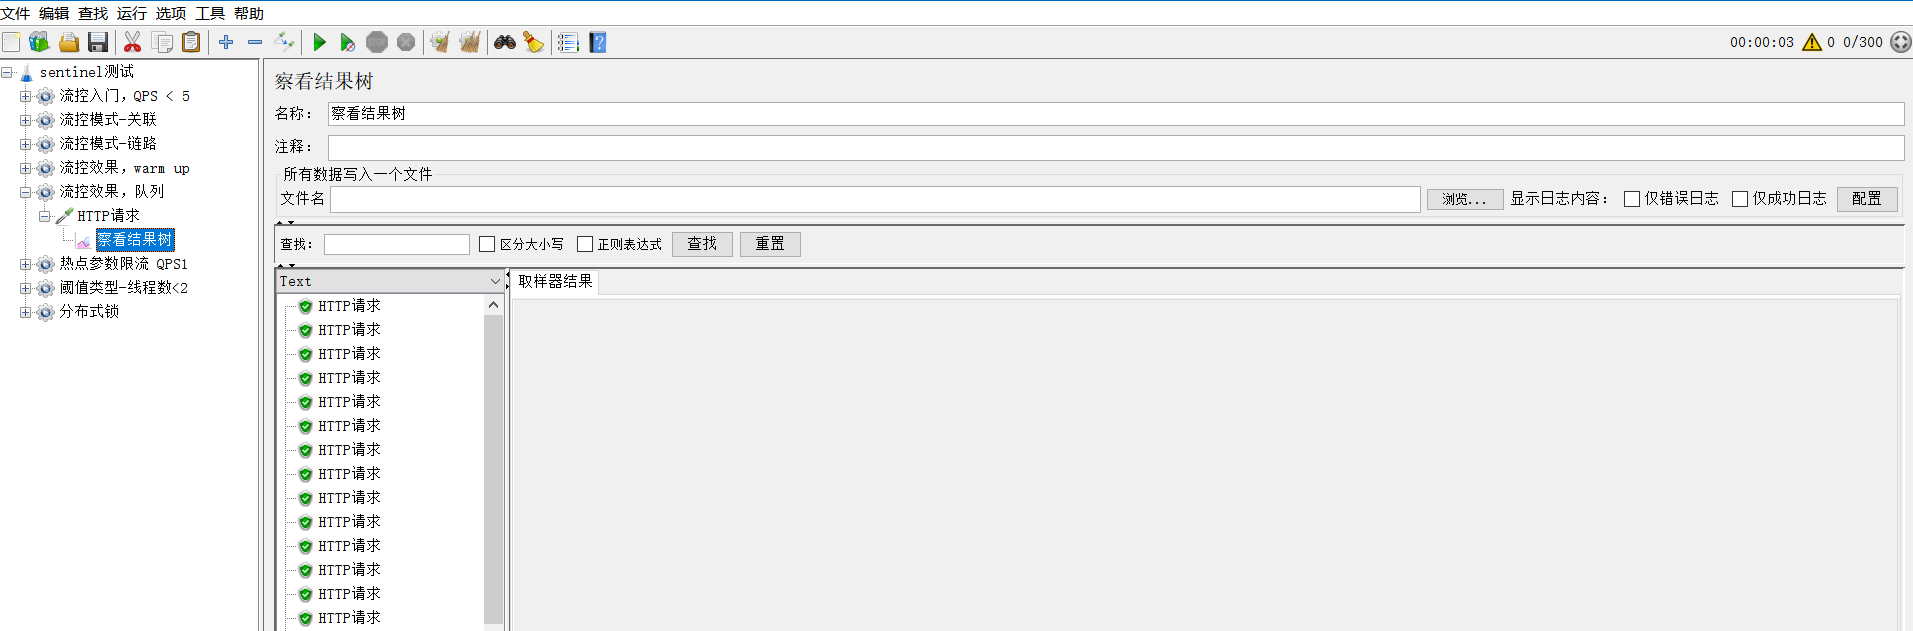 文件 编辑 查找 运行 选项 工具 帮助
STOP
00:00:03 0 0/300
sentinel测试
流控入门，QPS < 5
流控模式-关联
流控模式-链路
流控效果，warm up
流控效果，队列
HTTP请求
察看结果树
热点参数限流 QPS1
阈值类型-线程数<2
分布式锁
察看结果树
名称： 察看结果树
注释：
所有数据写入一个文件
文件名 浏览... 显示日志内容： 仅错误日志 仅成功日志 配置
查找： 区分大小写 正则表达式 查找 重置
Text 取样器结果
HTTP请求
HTTP请求
HTTP请求
HTTP请求
HTTP请求
HTTP请求
HTTP请求
HTTP请求
HTTP请求
HTTP请求
HTTP请求
HTTP请求
HTTP请求
HTTP请求